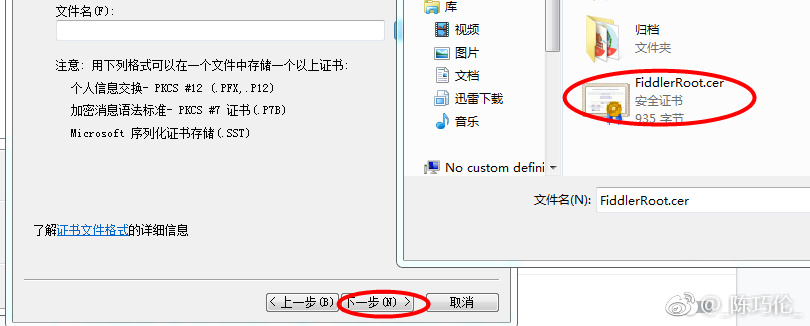 文件名(F):
注意: 用下列格式可以在一个文件中存储一个以上证书:
个人信息交换- PKCS #12 (.PFX,.P12)
加密消息语法标准- PKCS #7 证书(.P7B)
Microsoft 序列化证书存储(.SST)
了解证书文件格式的详细信息
< 上一步(B)
下一步(N) >
取消
库
视频
图片
文档
迅雷下载
音乐
No custom defini
归档
文件夹
FiddlerRoot.cer
安全证书
935 字节
文件名(N):
FiddlerRoot.cer
@_陈巧伦_